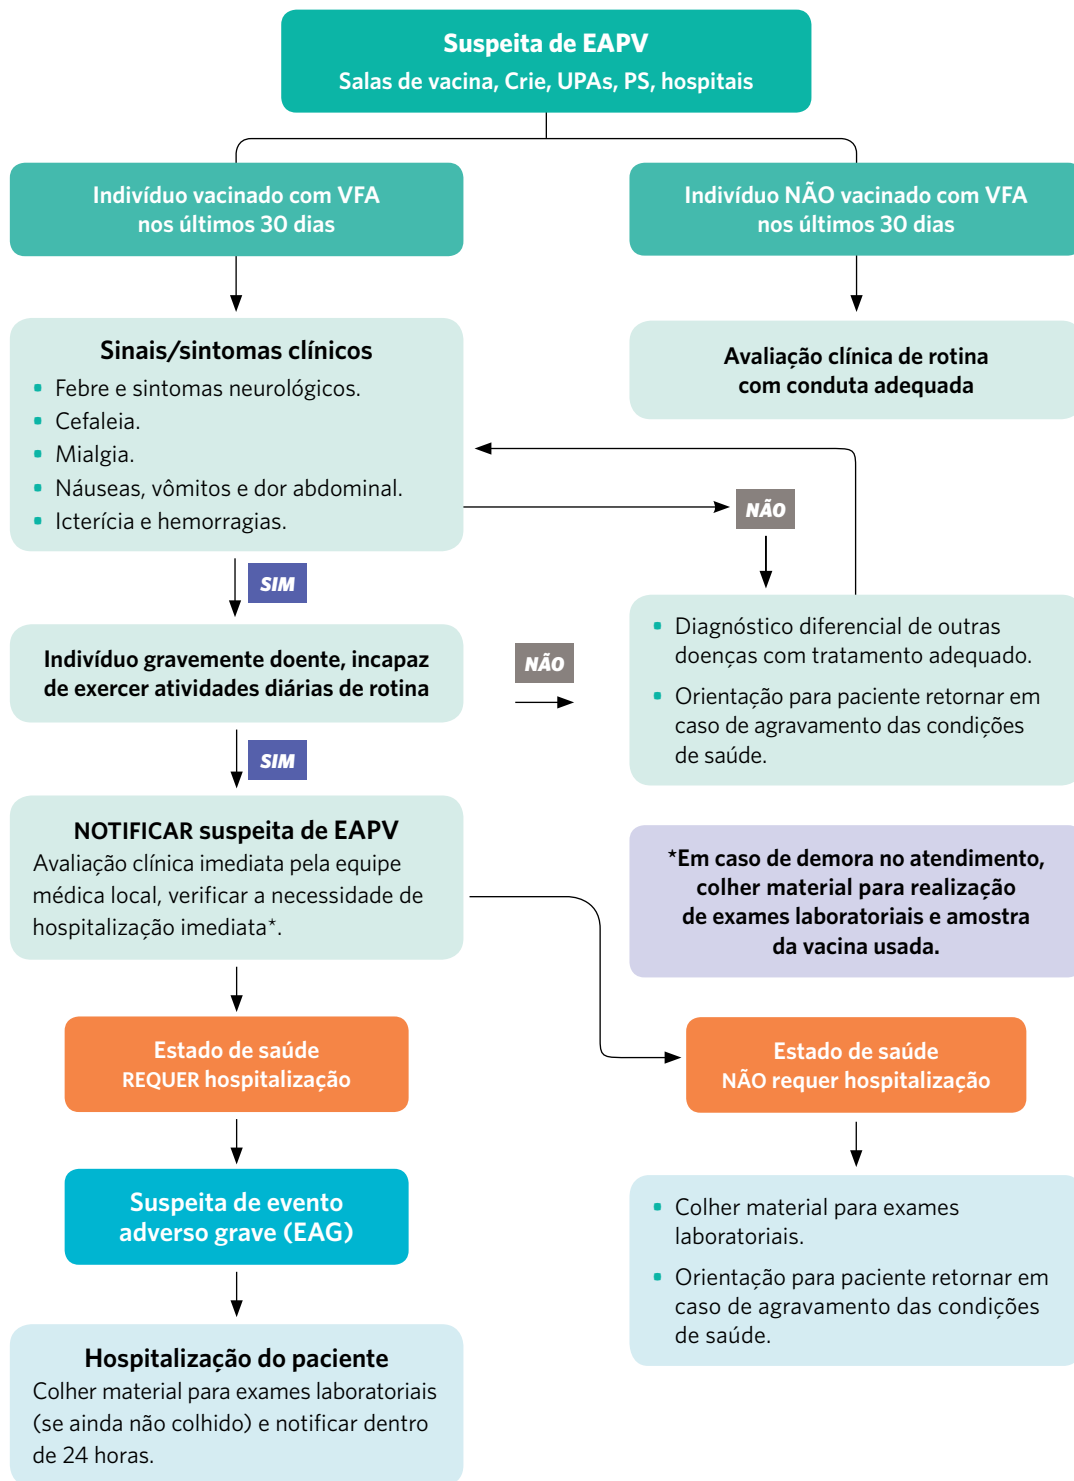 Suspeita de EAPV
Salas de vacina, Crie, UPAs, PS, hospitais
Indivíduo vacinado com VFA
nos últimos 30 dias
Indivíduo NÃO vacinado com VFA
nos últimos 30 dias
Sinais/sintomas clínicos
• Febre e sintomas neurológicos.
• Cefaleia.
• Mialgia.
• Náuseas, vômitos e dor abdominal.
• Icterícia e hemorragias.
Avaliação clínica de rotina
com conduta adequada
NÃO
SIM
Indivíduo gravemente doente, incapaz
de exercer atividades diárias de rotina
NÃO
• Diagnóstico diferencial de outras
doenças com tratamento adequado.
• Orientação para paciente retornar em
caso de agravamento das condições
de saúde.
SIM
NOTIFICAR suspeita de EAPV
Avaliação clínica imediata pela equipe
médica local, verificar a necessidade de
hospitalização imediata*.
*Em caso de demora no atendimento,
colher material para realização
de exames laboratoriais e amostra
da vacina usada.
Estado de saúde
REQUER hospitalização
Estado de saúde
NÃO requer hospitalização
Suspeita de evento
adverso grave (EAG)
• Colher material para exames
laboratoriais.
• Orientação para paciente retornar em
caso de agravamento das condições
de saúde.
Hospitalização do paciente
Colher material para exames laboratoriais
(se ainda não colhido) e notificar dentro
de 24 horas.